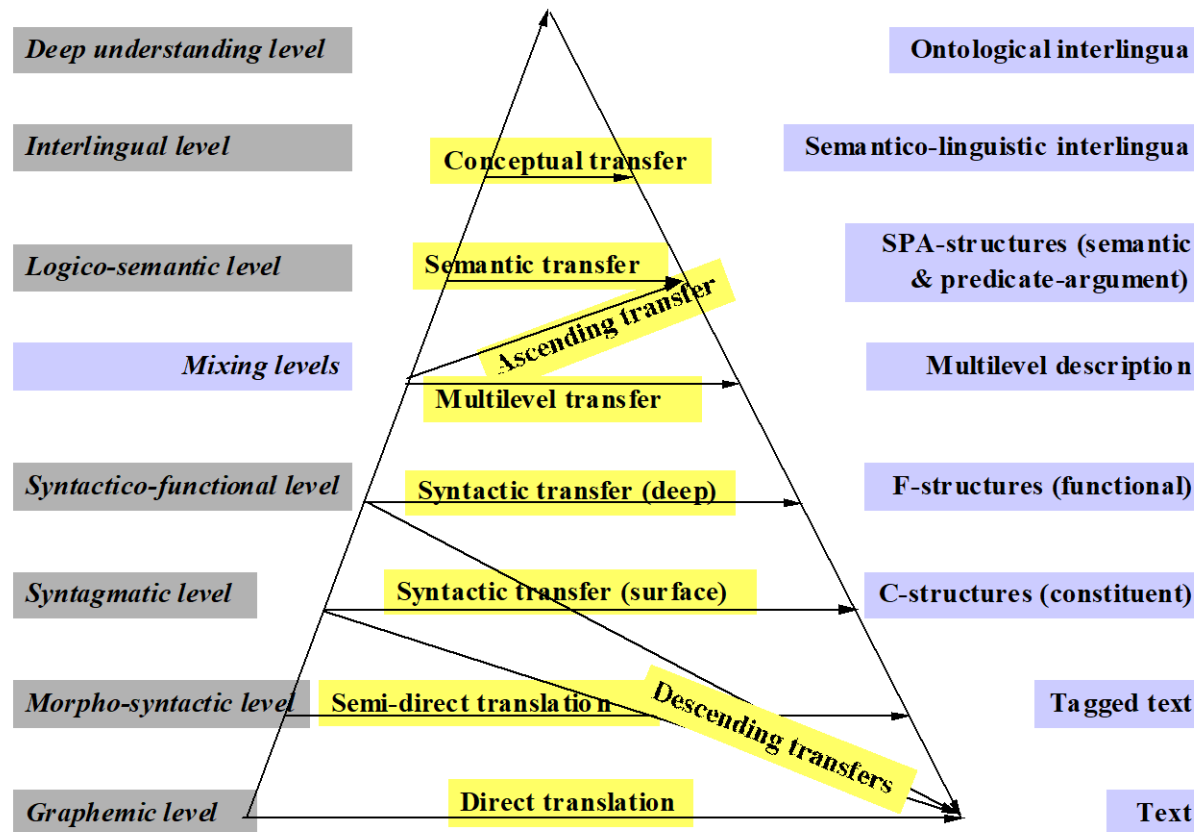 Deep understanding level
Ontological interlingua
Interlingual level
Conceptual transfer
Semantico-linguistic interlingua
Logico-semantic level
Semantic transfer
SPA-structures (semantic
& predicate-argument)
Ascending transfer
Mixing levels
Multilevel transfer
Multilevel description
Syntactico-functional level
Syntactic transfer (deep)
F-structures (functional)
Syntagmatic level
Syntactic transfer (surface)
C-structures (constituent)
Morpho-syntactic level
Semi-direct translation
Descending transfers
Tagged text
Graphemic level
Direct translation
Text